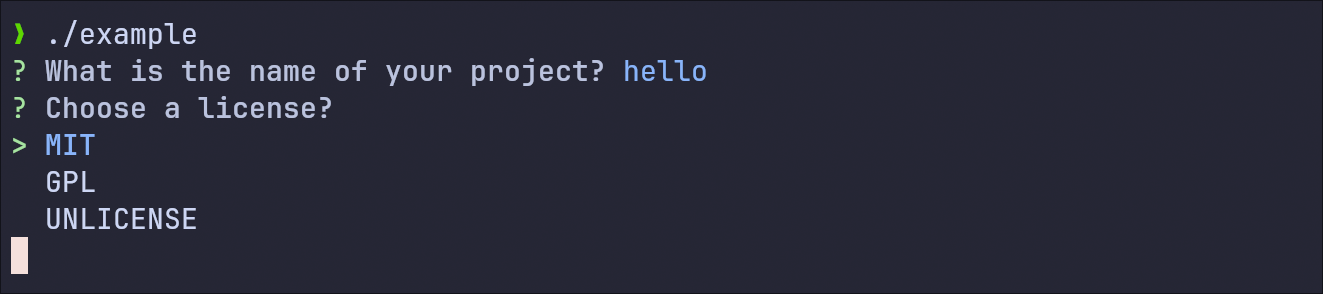 ❱ ./example
? What is the name of your project? hello
? Choose a license?
> MIT
  GPL
  UNLICENSE